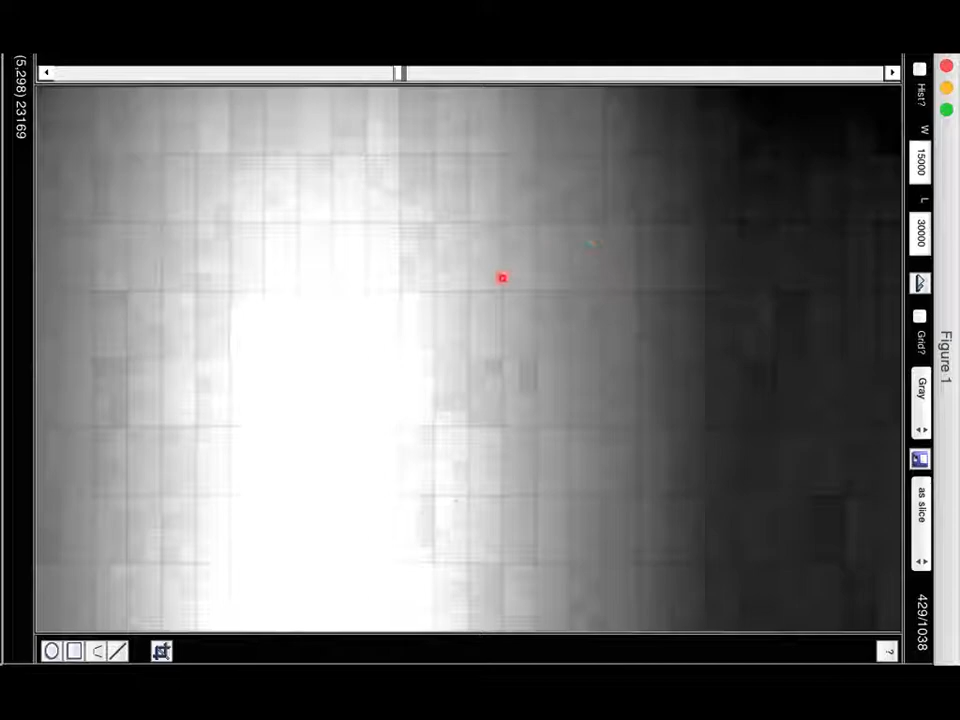 Figure 1
Hist? W 15000 L 30000 Grid? Gray as slice 429/1038
?
(5,298) 23169